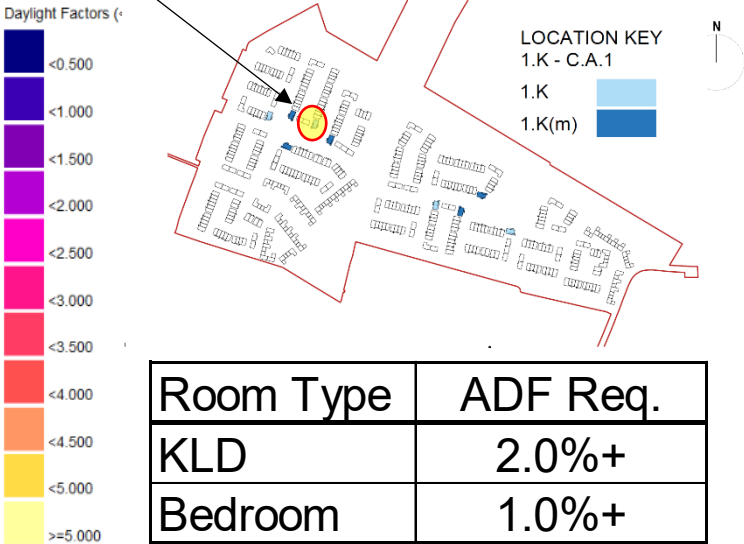 Daylight Factors (
<0.500
<1.000
<1.500
<2.000
<2.500
<3.000
<3.500
<4.000
<4.500
<5.000
>=5.000
LOCATION KEY
1.K - C.A.1
1.K
1.K(m)
N
Room Type ADF Req.
KLD 2.0%+
Bedroom 1.0%+